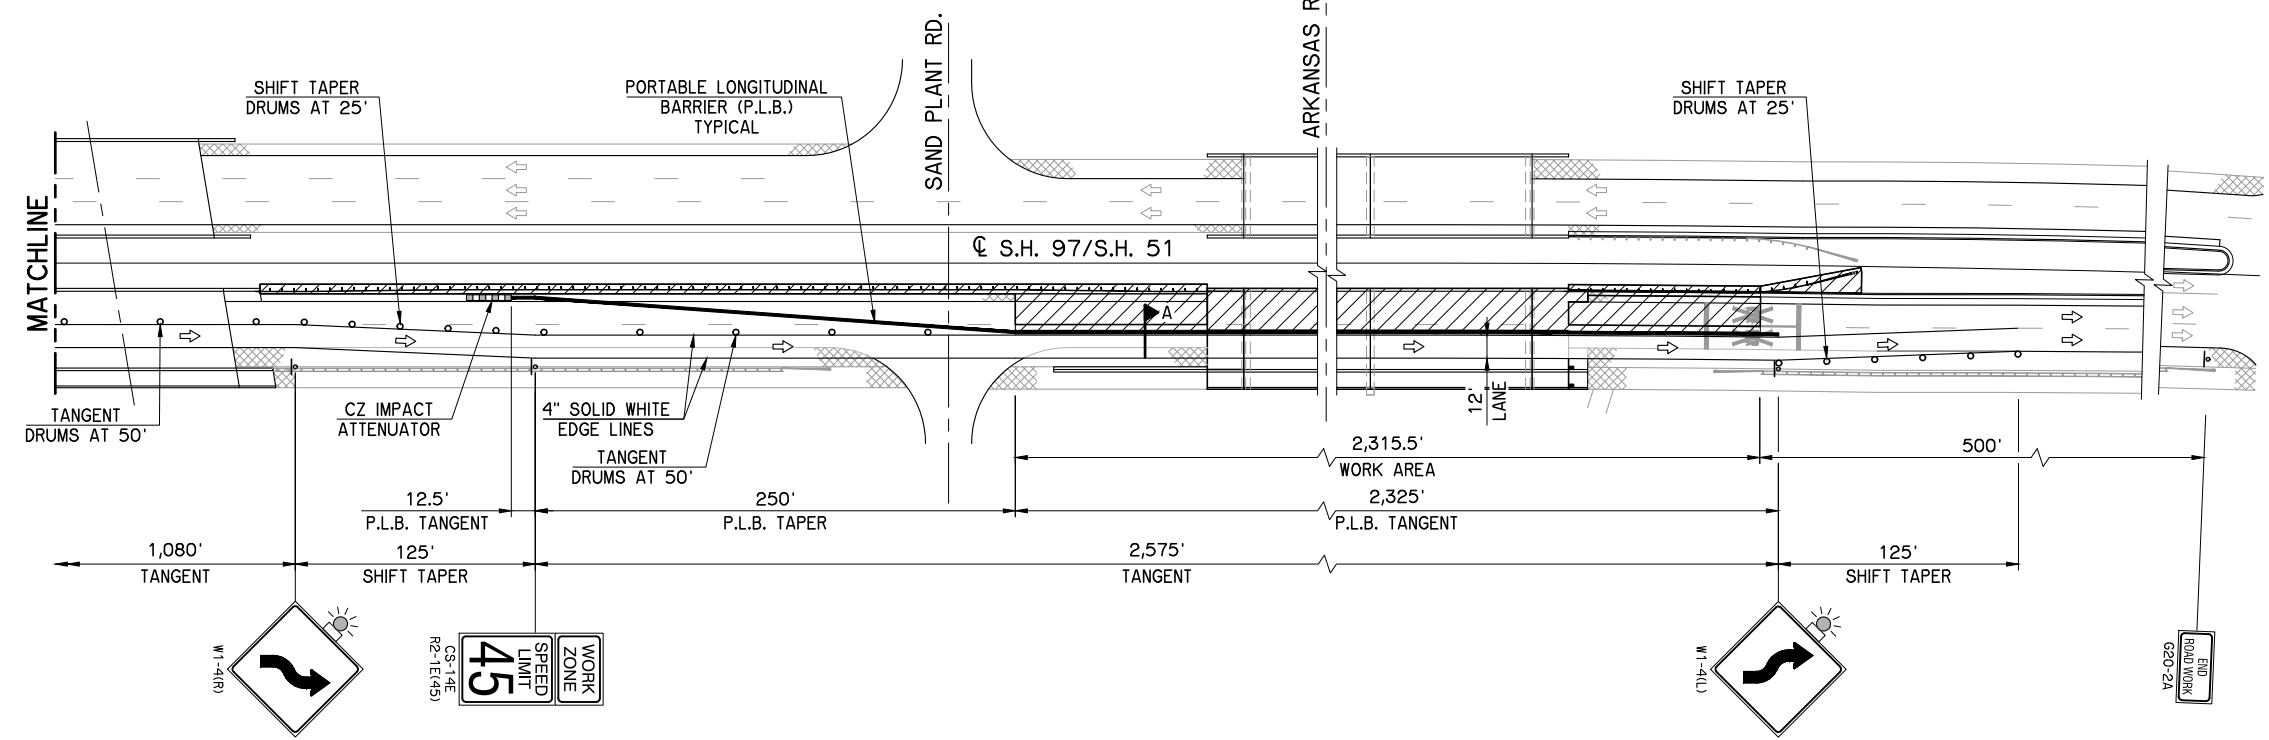 SHIFT TAPER
DRUMS AT 25'
PORTABLE LONGITUDINAL
BARRIER (P.L.B.)
TYPICAL
SAND PLANT RD.
ARKANSAS R
SHIFT TAPER
DRUMS AT 25'
MATCHLINE
℄ S.H. 97/S.H. 51
A
TANGENT
DRUMS AT 50'
CZ IMPACT
ATTENUATOR
4" SOLID WHITE
EDGE LINES
TANGENT
DRUMS AT 50'
12'
LANE
2,315.5'
WORK AREA
500'
12.5'
P.L.B. TANGENT
250'
P.L.B. TAPER
2,325'
P.L.B. TANGENT
1,080'
TANGENT
125'
SHIFT TAPER
2,575'
TANGENT
125'
SHIFT TAPER
W1-4(R)
WORK
ZONE
SPEED
LIMIT
45
CS-14E
R2-1E(45)
W1-4(L)
END
ROAD WORK
G20-2A